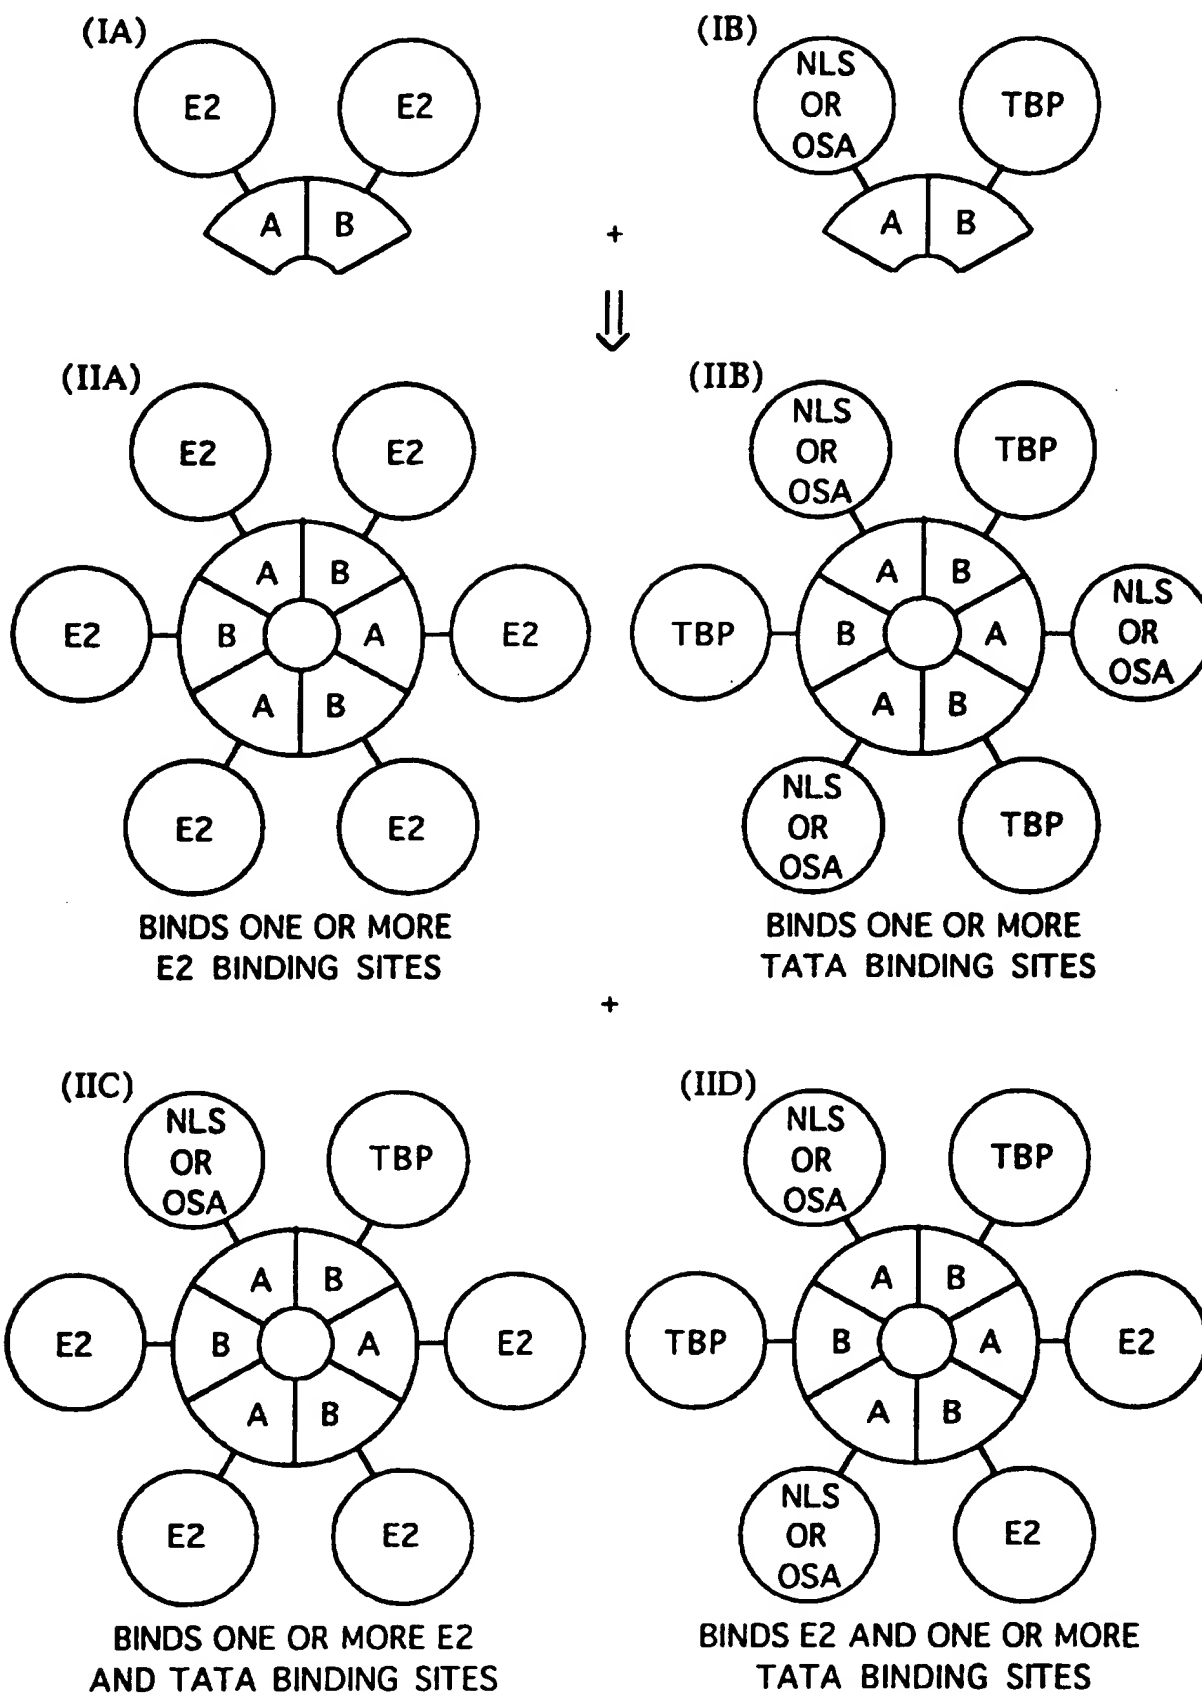 (IA)
(IB)
E2
E2
NLS
OR
OSA
TBP
A
B
+
A
B
(IIA)
(IIB)
E2
E2
NLS
OR
OSA
TBP
A
B
A
B
E2
B
A
E2
TBP
B
A
NLS
OR
OSA
A
B
A
B
E2
E2
NLS
OR
OSA
TBP
BINDS ONE OR MORE
E2 BINDING SITES
BINDS ONE OR MORE
TATA BINDING SITES
+
(IIC)
(IID)
NLS
OR
OSA
TBP
NLS
OR
OSA
TBP
A
B
A
B
E2
B
A
E2
TBP
B
A
E2
A
B
A
B
E2
E2
NLS
OR
OSA
E2
BINDS ONE OR MORE E2
AND TATA BINDING SITES
BINDS E2 AND ONE OR MORE
TATA BINDING SITES